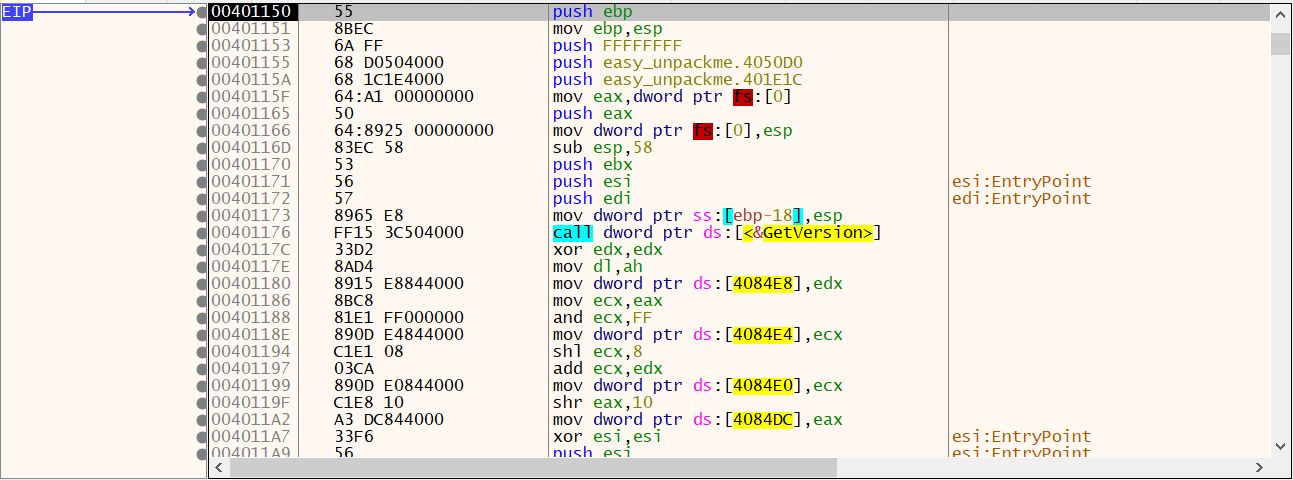 EIP 00401150 55 push ebp
00401151 8BEC mov ebp,esp
00401153 6A FF push FFFFFFFF
00401155 68 D0504000 push easy_unpackme.4050D0
0040115A 68 1C1E4000 push easy_unpackme.401E1C
0040115F 64:A1 00000000 mov eax,dword ptr fs:[0]
00401165 50 push eax
00401166 64:8925 00000000 mov dword ptr fs:[0],esp
0040116D 83EC 58 sub esp,58
00401170 53 push ebx
00401171 56 push esi esi:EntryPoint
00401172 57 push edi edi:EntryPoint
00401173 8965 E8 mov dword ptr ss:[ebp-18],esp
00401176 FF15 3C504000 call dword ptr ds:[<&GetVersion>]
0040117C 33D2 xor edx,edx
0040117E 8AD4 mov dl,ah
00401180 8915 E8844000 mov dword ptr ds:[4084E8],edx
00401186 8BC8 mov ecx,eax
00401188 81E1 FF000000 and ecx,FF
0040118E 890D E4844000 mov dword ptr ds:[4084E4],ecx
00401194 C1E1 08 shl ecx,8
00401197 03CA add ecx,edx
00401199 890D E0844000 mov dword ptr ds:[4084E0],ecx
0040119F C1E8 10 shr eax,10
004011A2 A3 DC844000 mov dword ptr ds:[4084DC],eax
004011A7 33F6 xor esi,esi esi:EntryPoint
004011A9 56 push esi esi:EntryPoint